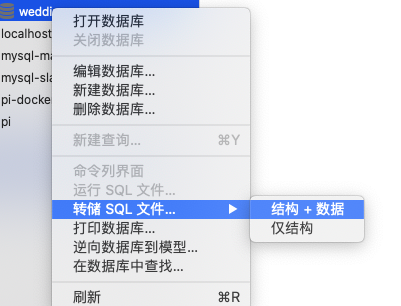 weddi
打开数据库
localhost
关闭数据库
mysql-ma
编辑数据库...
mysql-sla
新建数据库...
pi-docke
删除数据库...
pi
新建查询... ⌘Y
命令列界面
运行 SQL 文件...
转储 SQL 文件... ▶
结构 + 数据
打印数据库...
仅结构
逆向数据库到模型...
在数据库中查找...
刷新 ⌘R